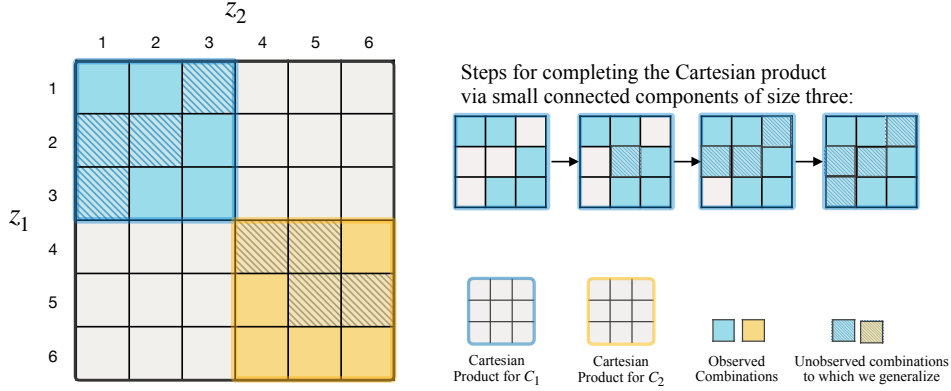 z2
1 2 3 4 5 6
z1
1
2
3
4
5
6
Steps for completing the Cartesian product
via small connected components of size three:
Cartesian
Product for C1
Cartesian
Product for C2
Observed
Combinations
Unobserved combinations
to which we generalize